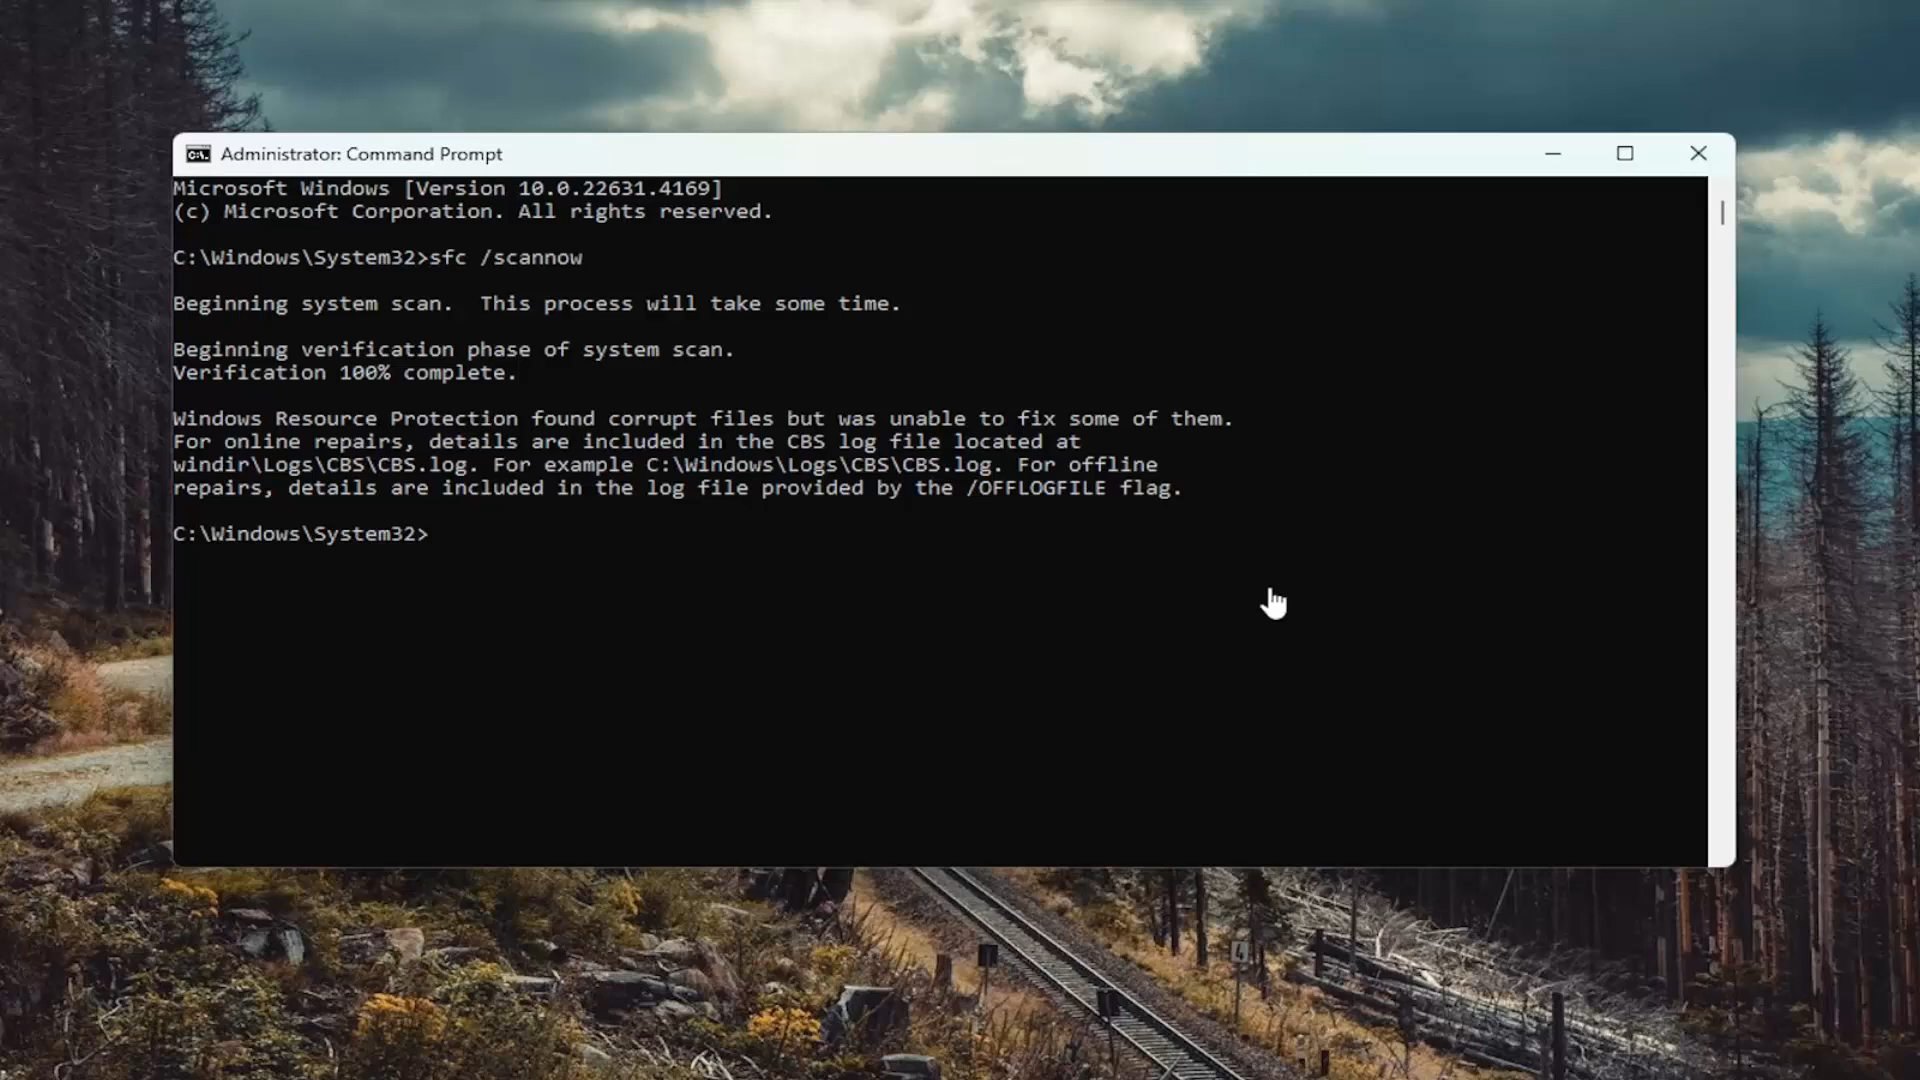 Administrator: Command Prompt
Microsoft Windows [Version 10.0.22631.4169]
(c) Microsoft Corporation. All rights reserved.
C:\Windows\System32>sfc /scannow
Beginning system scan.  This process will take some time.
Beginning verification phase of system scan.
Verification 100% complete.
Windows Resource Protection found corrupt files but was unable to fix some of them.
For online repairs, details are included in the CBS log file located at
windir\Logs\CBS\CBS.log. For example C:\Windows\Logs\CBS\CBS.log. For offline
repairs, details are included in the log file provided by the /OFFLOGFILE flag.
C:\Windows\System32>